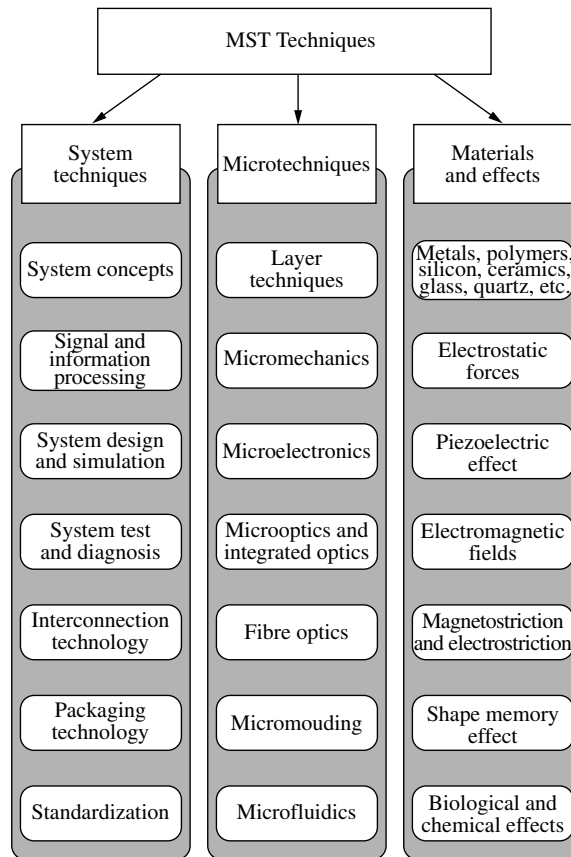 MST Techniques
System
techniques
Microtechniques
Materials
and effects
System concepts
Signal and
information
processing
System design
and simulation
System test
and diagnosis
Interconnection
technology
Packaging
technology
Standardization
Layer
techniques
Micromechanics
Microelectronics
Microoptics and
integrated optics
Fibre optics
Micromouding
Microfluidics
Metals, polymers,
silicon, ceramics,
glass, quartz, etc.
Electrostatic
forces
Piezoelectric
effect
Electromagnetic
fields
Magnetostriction
and electrostriction
Shape memory
effect
Biological and
chemical effects